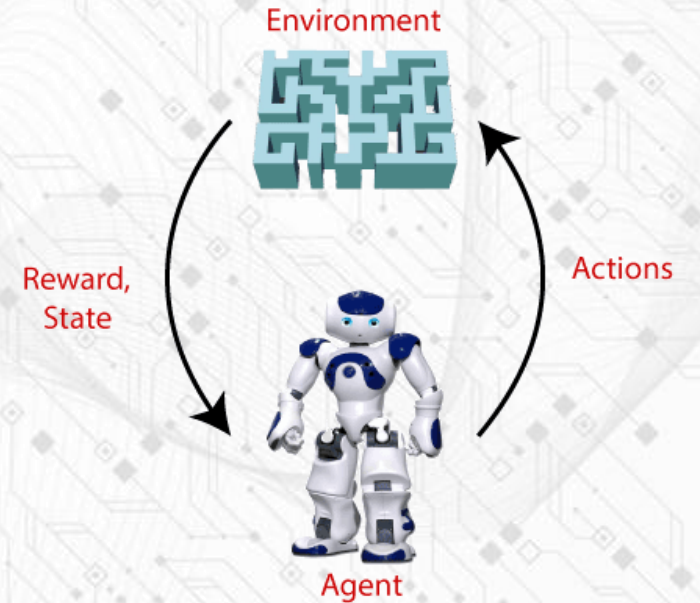 Environment
Reward,
State
Actions
Agent